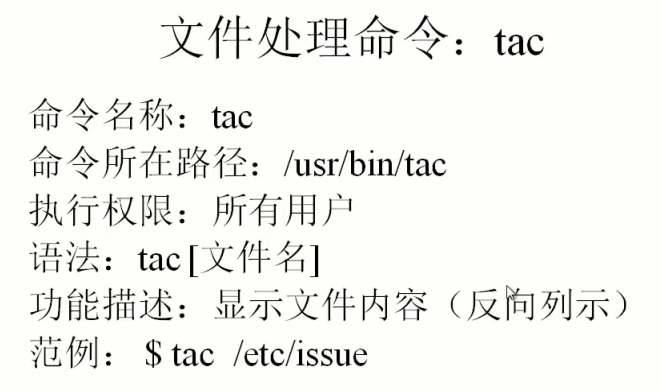 文件处理命令：tac
命令名称：tac
命令所在路径：/usr/bin/tac
执行权限：所有用户
语法：tac [文件名]
功能描述：显示文件内容（反向列示）
范例： $ tac /etc/issue